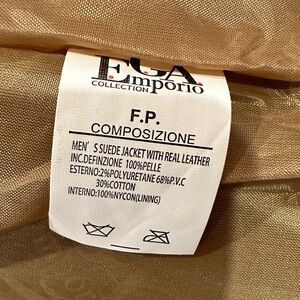 EGA
Emporio
COLLECTION
F.P.
COMPOSIZIONE
MEN'S SUEDE JACKET WITH REAL LEATHER
INC.DEFINZIONE 100%PELLE
ESTERNO:2%POLYURETANE 68%P.V.C
30%COTTON
INTERNO:100%NYCON(LINING)